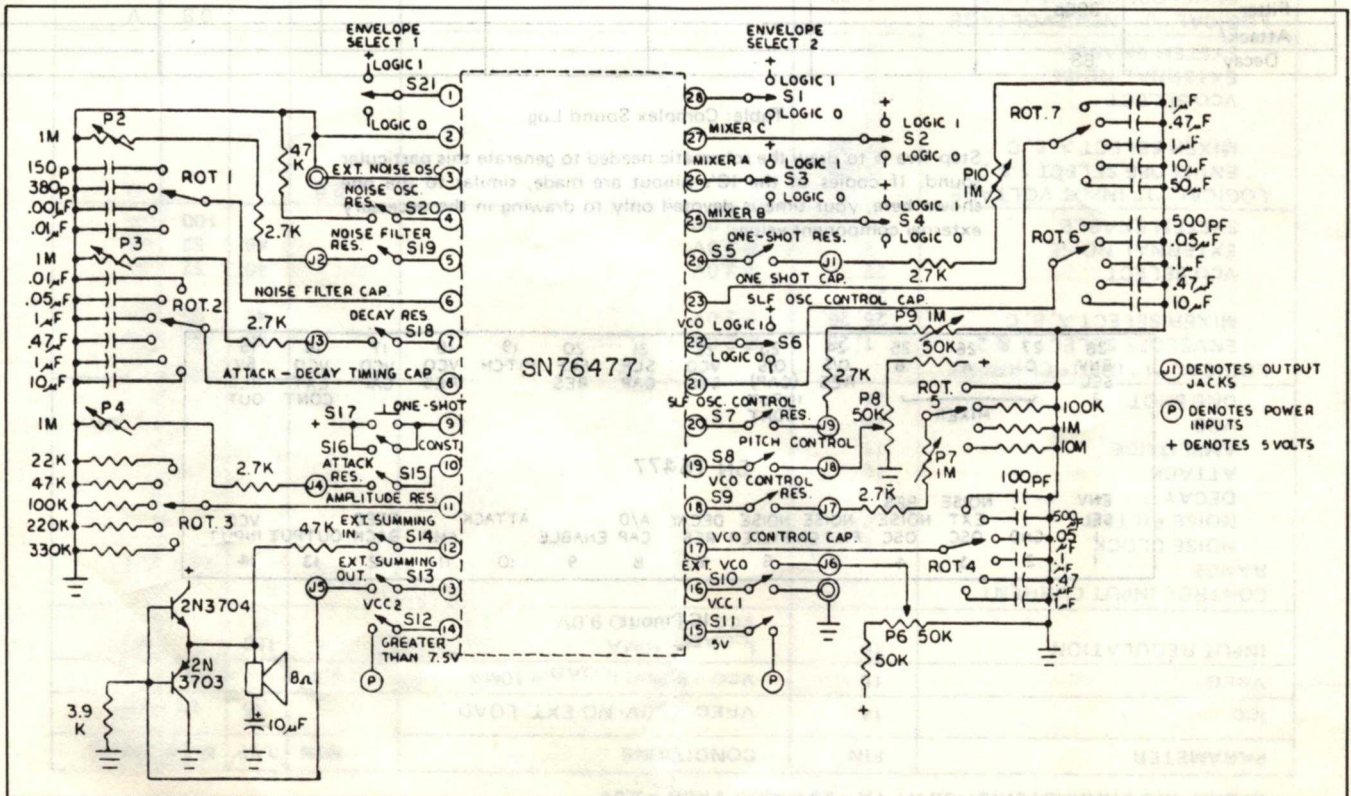 ENVELOPE
SELECT 1
+
LOGIC 1
S21
LOGIC 0
1
2
47
K
EXT. NOISE OSC.
3
NOISE OSC.
RES.
S20
4
NOISE FILTER
RES.
S19
5
NOISE FILTER CAP.
6
DECAY RES.
S18
7
ATTACK - DECAY TIMING CAP.
8
S17
ONE-SHOT
+
9
S16
CONST.
ATTACK
RES.
S15
10
AMPLITUDE RES.
11
EXT. SUMMING
IN
S14
12
EXT. SUMMING
OUT.
S13
13
VCC2
S12
14
GREATER
THAN 7.5V
P
P2
1M
150p
380p
.001µF
.01µF
ROT 1
2.7K
J2
P3
1M
.01µF
.05µF
.1µF
.47µF
1µF
10µF
ROT.2
2.7K
J3
P4
1M
2.7K
J4
22K
47K
100K
220K
330K
ROT.3
47K
J5
+
2N3704
2N
3703
3.9
K
8Ω
+
10µF
SN76477
ENVELOPE
SELECT 2
+
LOGIC 1
28
S1
LOGIC 0
27
MIXER C
+
LOGIC 1
S2
LOGIC 0
MIXER A
+
LOGIC 1
26
S3
LOGIC 0
25
MIXER B
+
LOGIC 1
S4
LOGIC 0
ONE-SHOT RES.
24
S5
J1
2.7K
P10
1M
23
ONE SHOT CAP.
SLF OSC CONTROL CAP.
VCO
LOGIC 1
+
22
S6
LOGIC 0
21
P9 1M
50K
2.7K
SLF OSC. CONTROL
RES.
20
S7
J9
P8
50K
PITCH CONTROL
19
S8
J8
VCO CONTROL
RES.
18
S9
J7
2.7K
P7
1M
17
VCO CONTROL CAP.
EXT. VCO
J6
16
S10
VCC 1
15
S11
5V
P
50K
+
P6 50K
ROT. 7
.1µF
.47µF
1µF
10µF
50µF
ROT.6
500PF
.05µF
.1µF
.47µF
10µF
ROT.
5
100K
1M
10M
ROT.4
100PF
500
PF
.05
µF
.1
µF
.47
µF
1µF
J1 DENOTES OUTPUT
JACKS
P DENOTES POWER
INPUTS
+ DENOTES 5 VOLTS